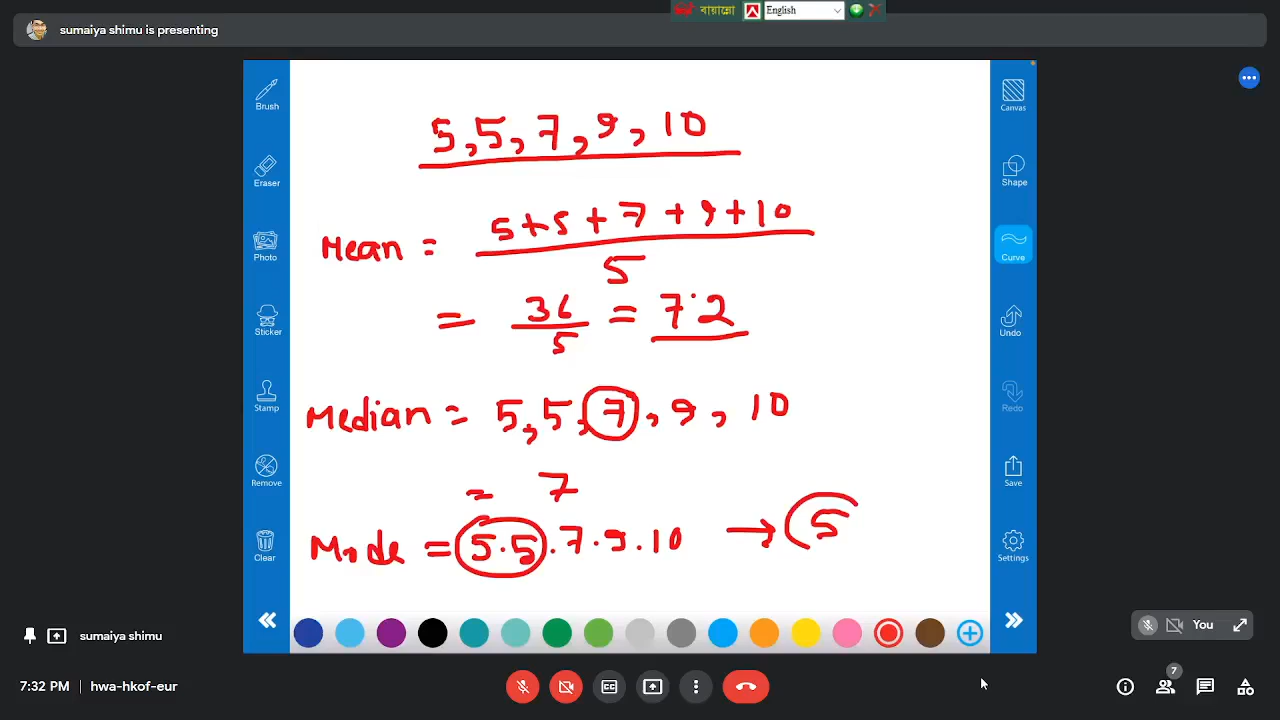 বায়ান্নো English
sumaiya shimu is presenting
Brush
Eraser
Photo
Sticker
Stamp
Remove
Clear
5, 5, 7, 9, 10
Mean = 5+5+7+9+10
5
= 36/5 = 7.2
Median = 5, 5, 7, 9, 10
= 7
Mode = 5.5.7.9.10 → 5
Canvas
Shape
Curve
Undo
Redo
Save
Settings
sumaiya shimu
You
7:32 PM | hwa-hkof-eur
7